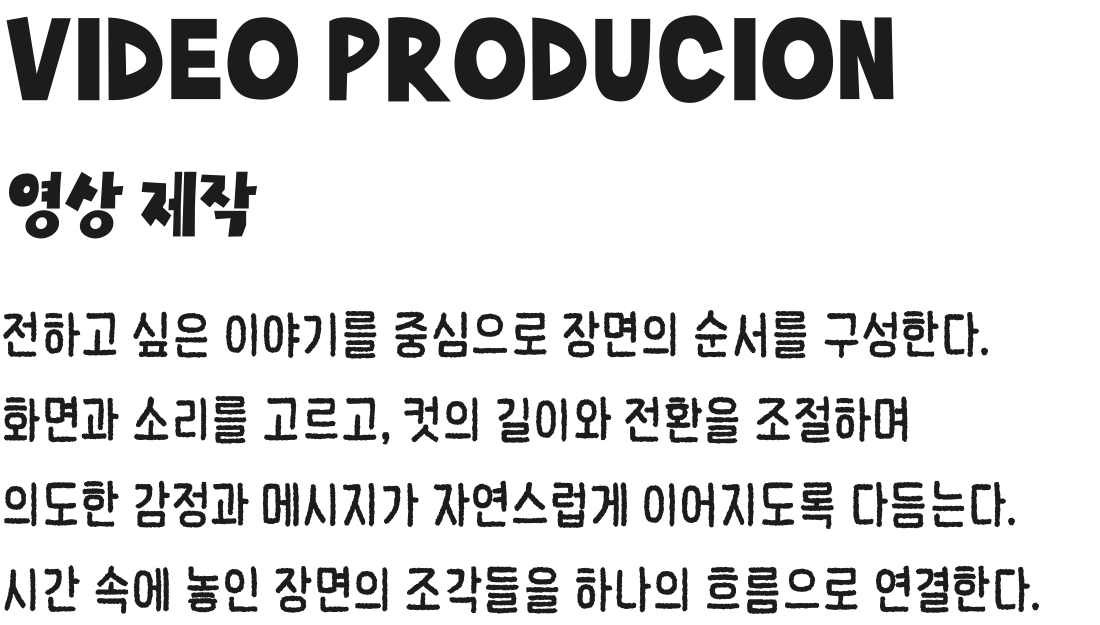 VIDEO PRODUCION
영상 제작
전하고 싶은 이야기를 중심으로 장면의 순서를 구성한다.
화면과 소리를 고르고, 컷의 길이와 전환을 조절하며
의도한 감정과 메시지가 자연스럽게 이어지도록 다듬는다.
시간 속에 놓인 장면의 조각들을 하나의 흐름으로 연결한다.